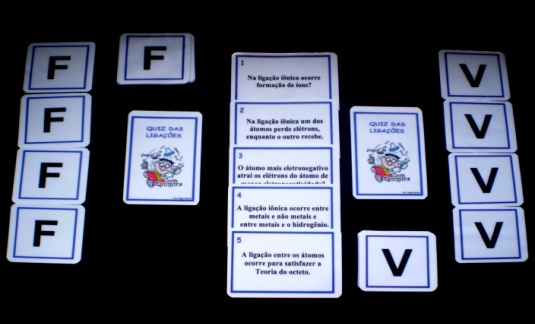 F
F
F
F
F
QUIZ DAS
LIGAÇÕES
1
Na ligação iônica ocorre
formação de íons?
2
Na ligação iônica um dos
átomos perde elétrons,
enquanto o outro recebe.
3
O átomo mais eletronegativo
atrai os elétrons do átomo de
menor eletronegatividade?
4
A ligação iônica ocorre entre
metais e não metais e
entre metais e o hidrogênio.
5
A ligação entre os átomos
ocorre para satisfazer a
Teoria do octeto.
QUIZ DAS
LIGAÇÕES
V
V
V
V
V